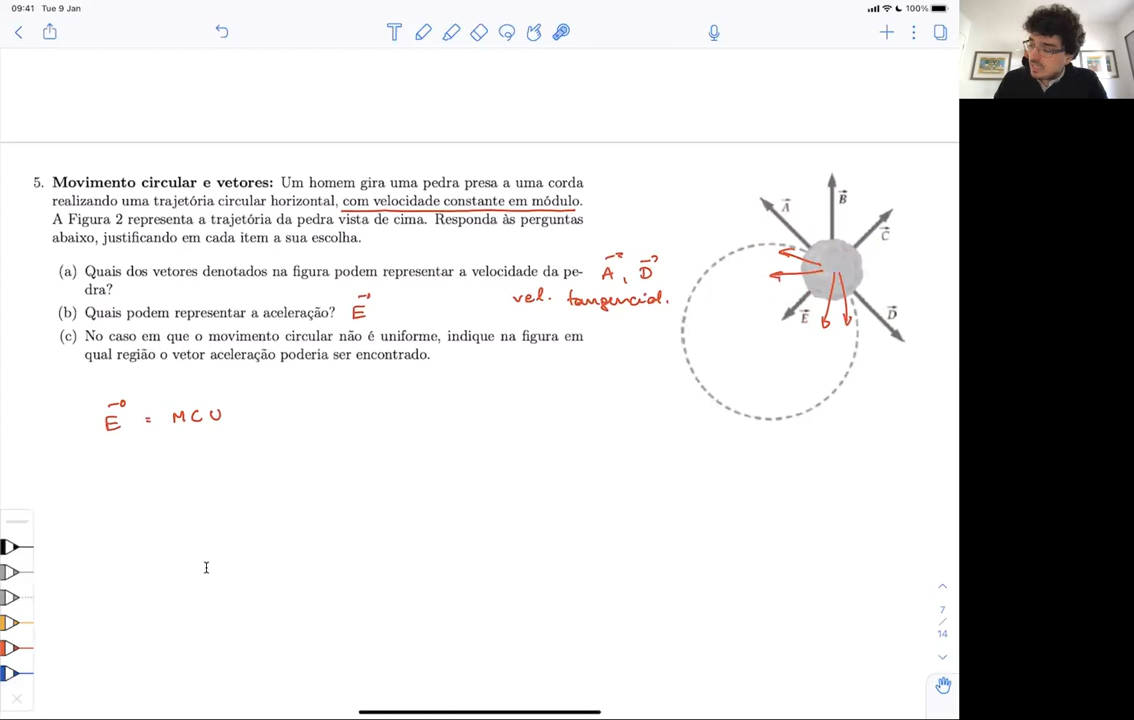 09:41 Tue 9 Jan
100%
5. Movimento circular e vetores: Um homem gira uma pedra presa a uma corda
realizando uma trajetória circular horizontal, com velocidade constante em módulo.
A Figura 2 representa a trajetória da pedra vista de cima. Responda às perguntas
abaixo, justificando em cada item a sua escolha.
(a) Quais dos vetores denotados na figura podem representar a velocidade da pe-
dra?
A, D
vel. tangencial.
(b) Quais podem representar a aceleração? E
(c) No caso em que o movimento circular não é uniforme, indique na figura em
qual região o vetor aceleração poderia ser encontrado.
E = MCU
A
B
C
D
E
7
/
14